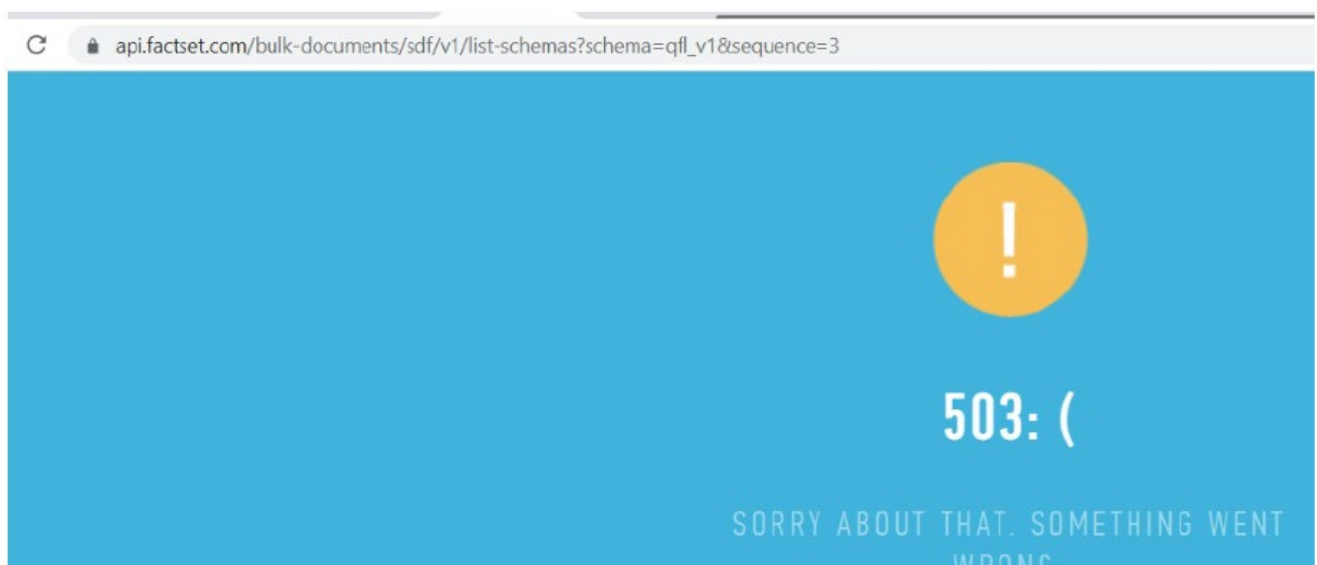 api.factset.com/bulk-documents/sdf/v1/list-schemas?schema=qfl_v1&sequence=3
!
503: (
SORRY ABOUT THAT. SOMETHING WENT
WRONG